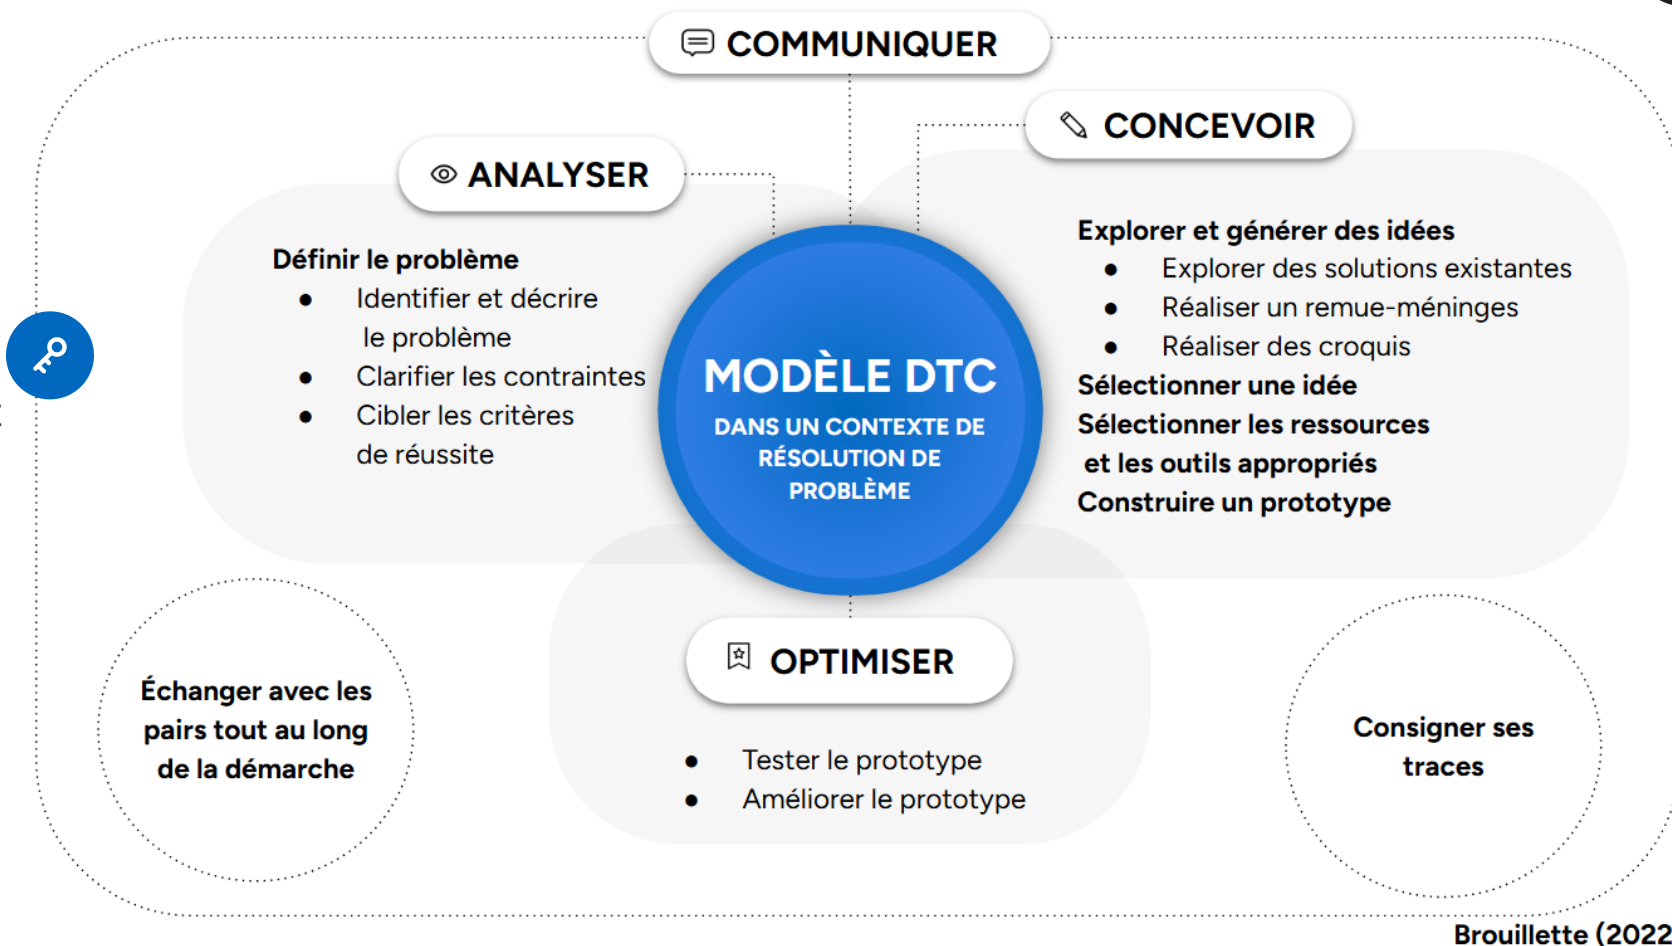 COMMUNIQUER
CONCEVOIR
ANALYSER
Définir le problème
● Identifier et décrire
le problème
● Clarifier les contraintes
● Cibler les critères
de réussite
MODÈLE DTC
DANS UN CONTEXTE DE
RÉSOLUTION DE
PROBLÈME
Explorer et générer des idées
● Explorer des solutions existantes
● Réaliser un remue-méninges
● Réaliser des croquis
Sélectionner une idée
Sélectionner les ressources
et les outils appropriés
Construire un prototype
OPTIMISER
● Tester le prototype
● Améliorer le prototype
Échanger avec les
pairs tout au long
de la démarche
Consigner ses
traces
Brouillette (2022